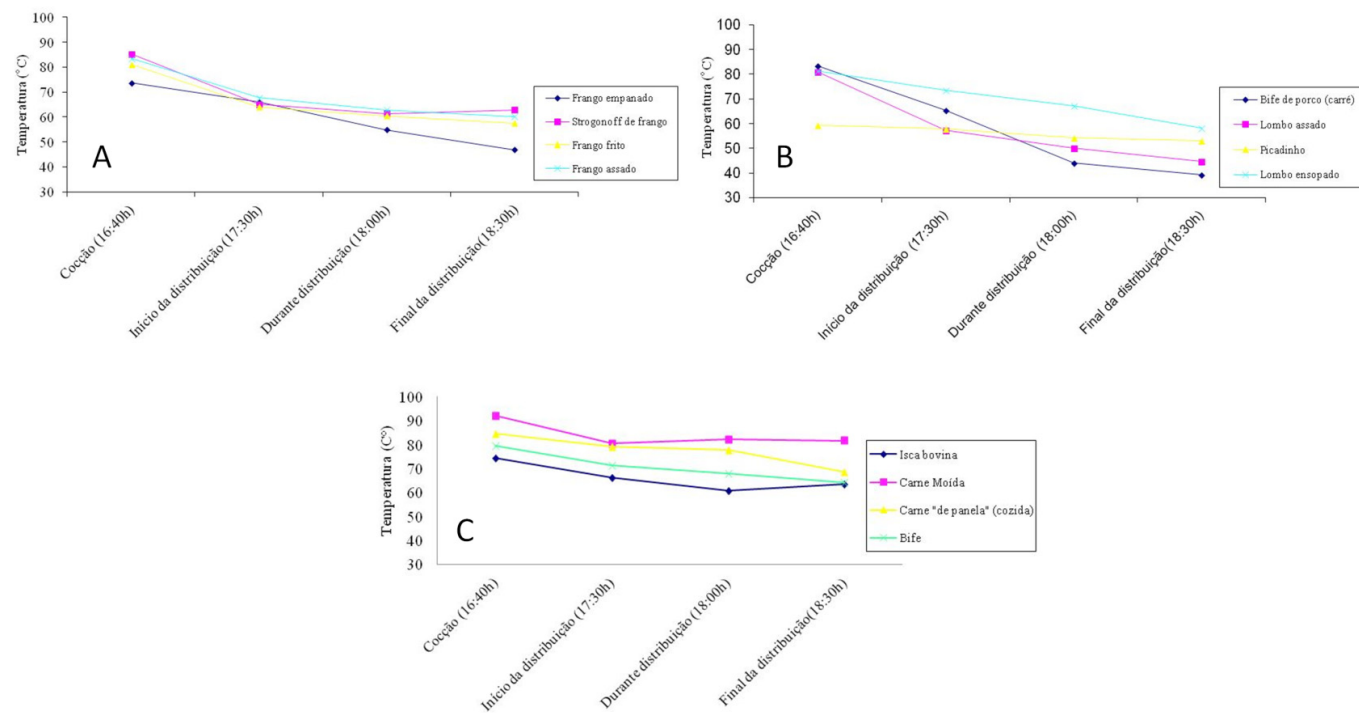 Temperatura (°C)
100
90
80
70
60
50
40
30
A
Frango empanado
Strogonoff de frango
Frango frito
Frango assado
Cocção (16:40h)
Início da distribuição (17:30h)
Durante distribuição (18:00h)
Final da distribuição(18:30h)
Temperatura (°C)
100
90
80
70
60
50
40
30
B
Bife de porco (carré)
Lombo assado
Picadinho
Lombo ensopado
Cocção (16:40h)
Início da distribuição (17:30h)
Durante distribuição (18:00h)
Final da distribuição(18:30h)
Temperatura (C°)
100
90
80
70
60
50
40
30
C
Isca bovina
Carne Moída
Carne "de panela" (cozida)
Bife
Cocção (16:40h)
Início da distribuição (17:30h)
Durante distribuição (18:00h)
Final da distribuição(18:30h)